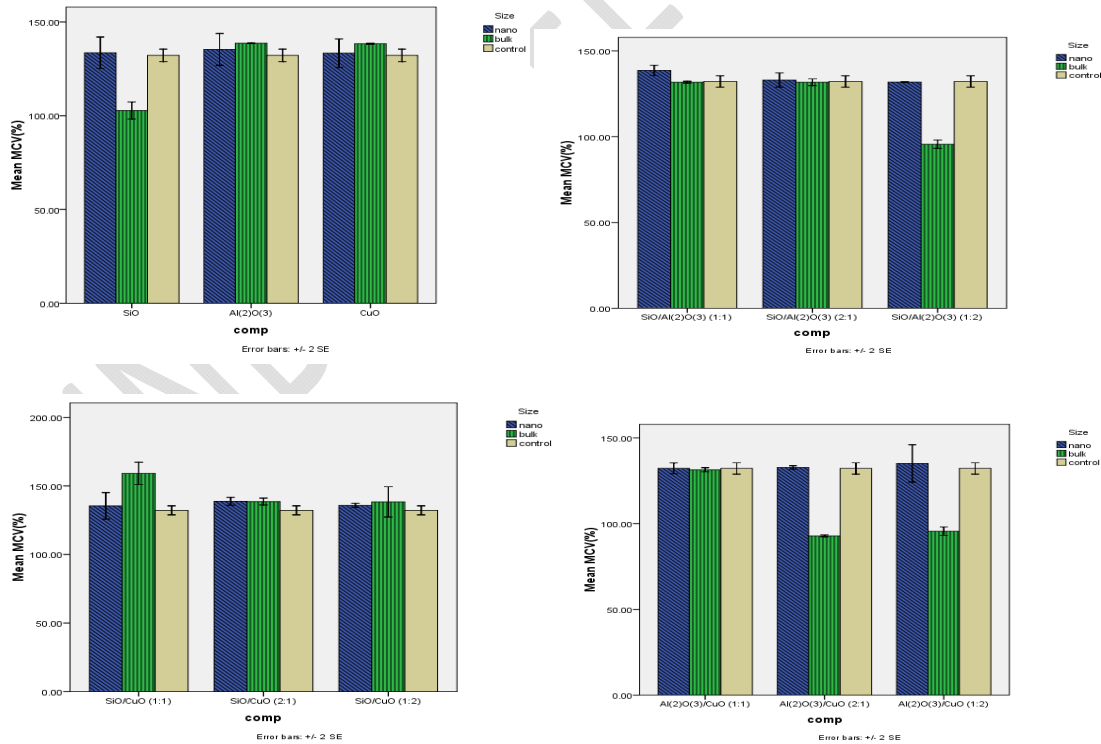 Size
nano
bulk
control
150.00
100.00
50.00
0.00
Mean MCV(%)
SiO Al(2)O(3) CuO
comp
Error bars: +/- 2 SE
Size
nano
bulk
control
150.00
100.00
50.00
0.00
Mean MCV(%)
SiO/Al(2)O(3) (1:1) SiO/Al(2)O(3) (2:1) SiO/Al(2)O(3) (1:2)
comp
Error bars: +/- 2 SE
Size
nano
bulk
control
200.00
150.00
100.00
50.00
0.00
Mean MCV(%)
SiO/CuO (1:1) SiO/CuO (2:1) SiO/CuO (1:2)
comp
Error bars: +/- 2 SE
Size
nano
bulk
control
150.00
100.00
50.00
0.00
Mean MCV(%)
Al(2)O(3)/CuO (1:1) Al(2)O(3)/CuO (2:1) Al(2)O(3)/CuO (1:2)
comp
Error bars: +/- 2 SE